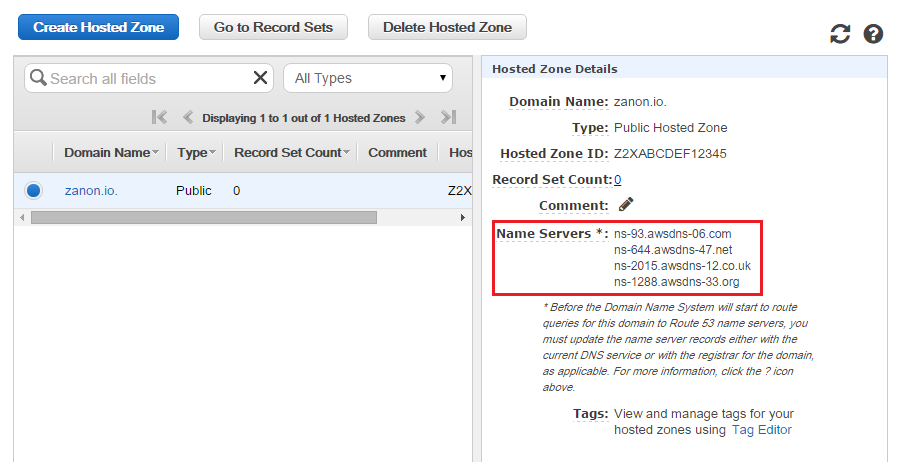 Create Hosted Zone Go to Record Sets Delete Hosted Zone
Search all fields All Types
Displaying 1 to 1 out of 1 Hosted Zones
Domain Name Type Record Set Count Comment Hos
zanon.io. Public 0 Z2X
Hosted Zone Details
Domain Name: zanon.io.
Type: Public Hosted Zone
Hosted Zone ID: Z2XABCDEF12345
Record Set Count: 0
Comment:
Name Servers *: ns-93.awsdns-06.com
ns-644.awsdns-47.net
ns-2015.awsdns-12.co.uk
ns-1288.awsdns-33.org
* Before the Domain Name System will start to route
queries for this domain to Route 53 name servers, you
must update the name server records either with the
current DNS service or with the registrar for the domain,
as applicable. For more information, click the ? icon
above.
Tags: View and manage tags for your
hosted zones using Tag Editor